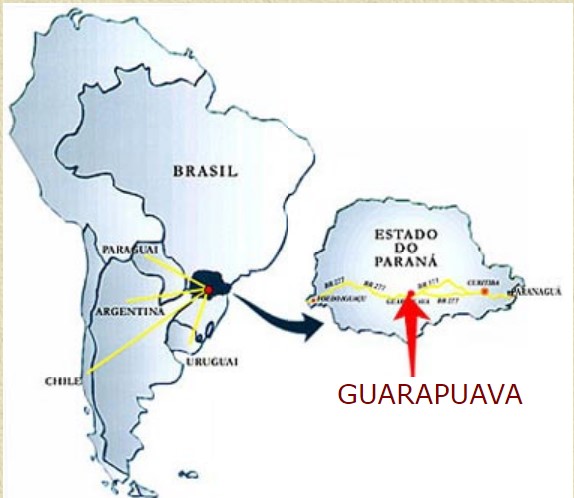 BRASIL
PARAGUAI
ARGENTINA
URUGUAI
CHILE
ESTADO
DO
PARANÁ
BR 277
BR 277
BR 373
CURITIBA
PARANAGUÁ
FOZ DO IGUAÇU
BR 277
GUARAPUAVA